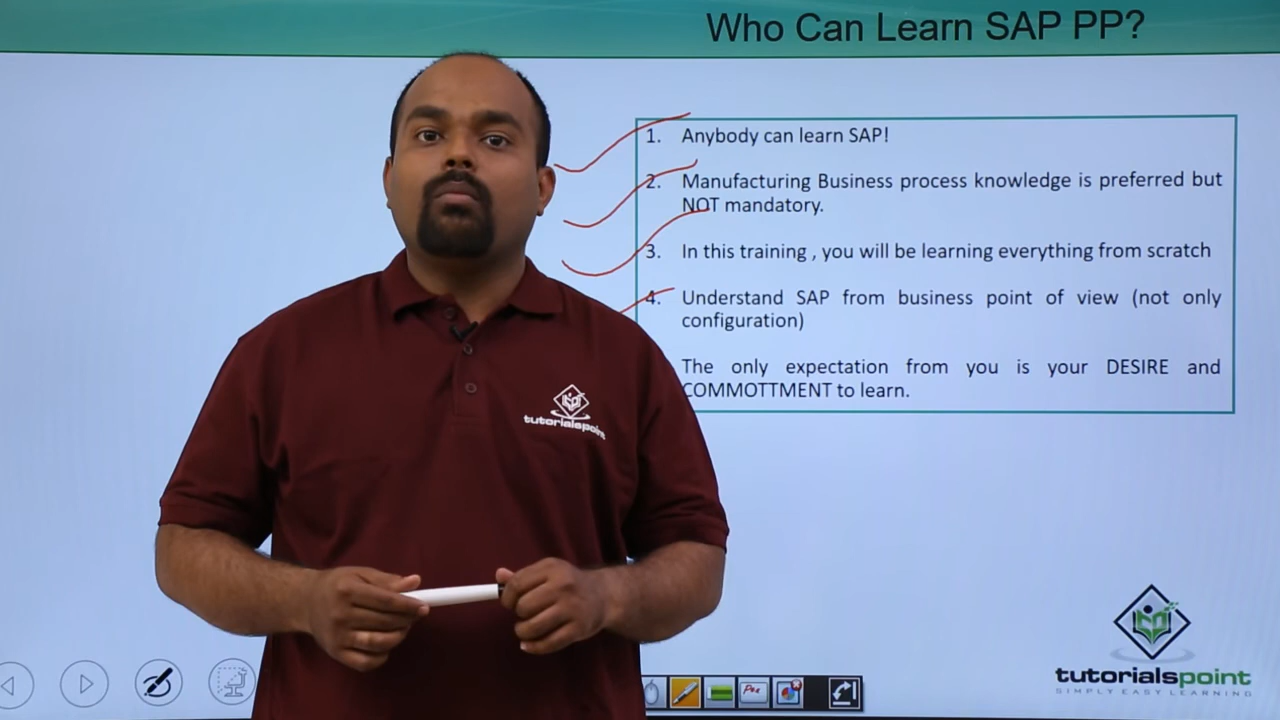 Who Can Learn SAP PP?
1. Anybody can learn SAP!
2. Manufacturing Business process knowledge is preferred but
NOT mandatory.
3. In this training , you will be learning everything from scratch
4. Understand SAP from business point of view (not only
configuration)
The only expectation from you is your DESIRE and
COMMOTTMENT to learn.
tutorialspoint
tutorialspoint
SIMPLY EASY LEARNING